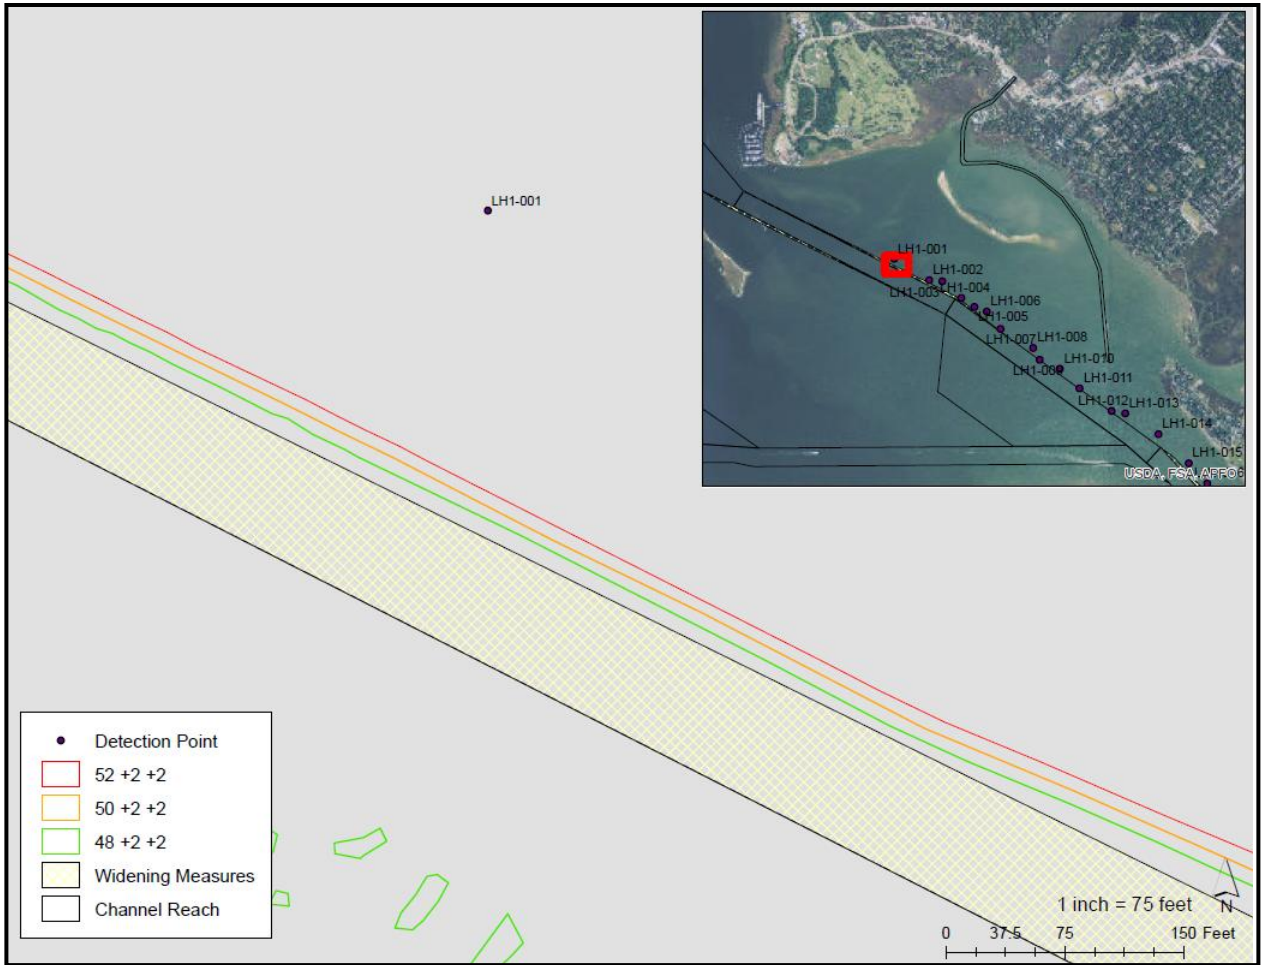 LH1-001
LH1-001
LH1-002
LH1-003
LH1-004
LH1-006
LH1-005
LH1-007
LH1-008
LH1-010
LH1-011
LH1-012
LH1-013
LH1-014
LH1-015
USDA, FSA, APFO
Detection Point
52 +2 +2
50 +2 +2
48 +2 +2
Widening Measures
Channel Reach
1 inch = 75 feet
N
0 37.5 75 150 Feet